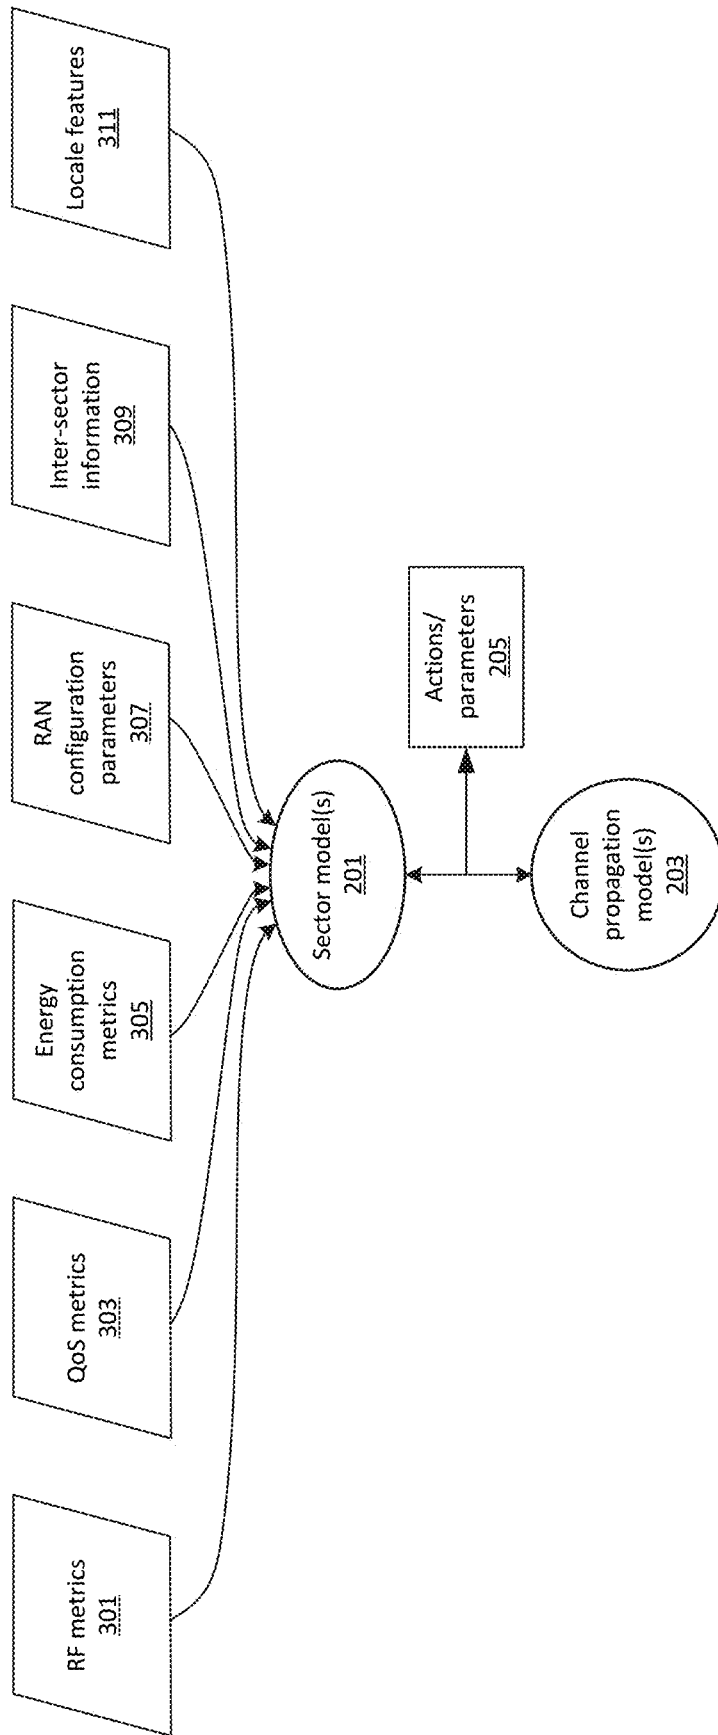 RF metrics
301
QoS metrics
303
Energy
consumption
metrics
305
RAN
configuration
parameters
307
Inter-sector
information
309
Locale features
311
Sector model(s)
201
Actions/
parameters
205
Channel
propagation
model(s)
203